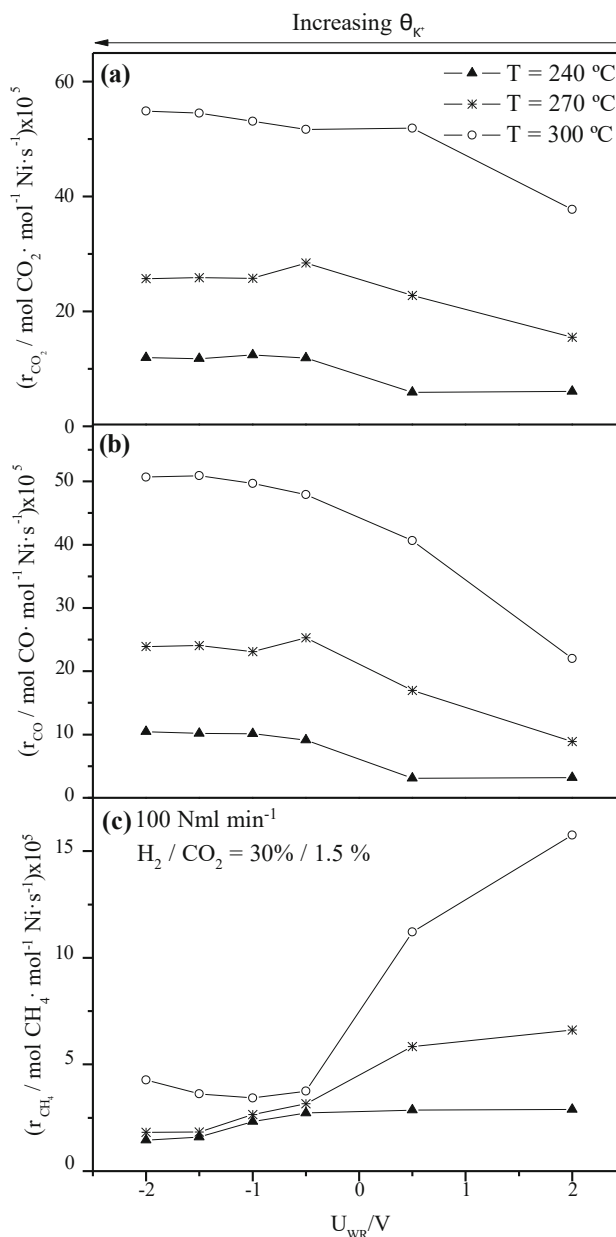 Increasing θK⁺
(a)
T = 240 ºC
T = 270 ºC
T = 300 ºC
(rCO₂ / mol CO₂· mol⁻¹ Ni·s⁻¹)x10⁵
60
40
20
0
(b)
(rCO / mol CO· mol⁻¹ Ni·s⁻¹)x10⁵
50
40
30
20
10
0
(c) 100 Nml min⁻¹
H₂ / CO₂ = 30% / 1.5 %
(rCH₄ / mol CH₄· mol⁻¹ Ni·s⁻¹)x10⁵
15
10
5
0
-2 -1 0 1 2
UWR/V